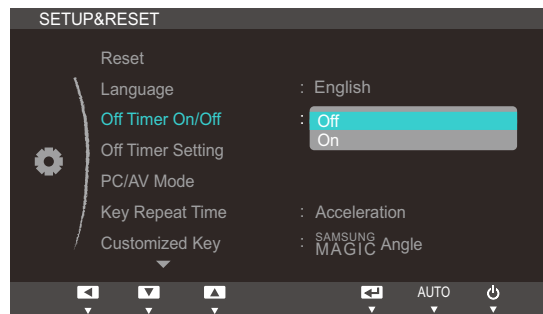 SETUP&RESET
Reset
Language : English
Off Timer On/Off : Off
On
Off Timer Setting
PC/AV Mode
Key Repeat Time : Acceleration
Customized Key : SAMSUNG MAGIC Angle
AUTO